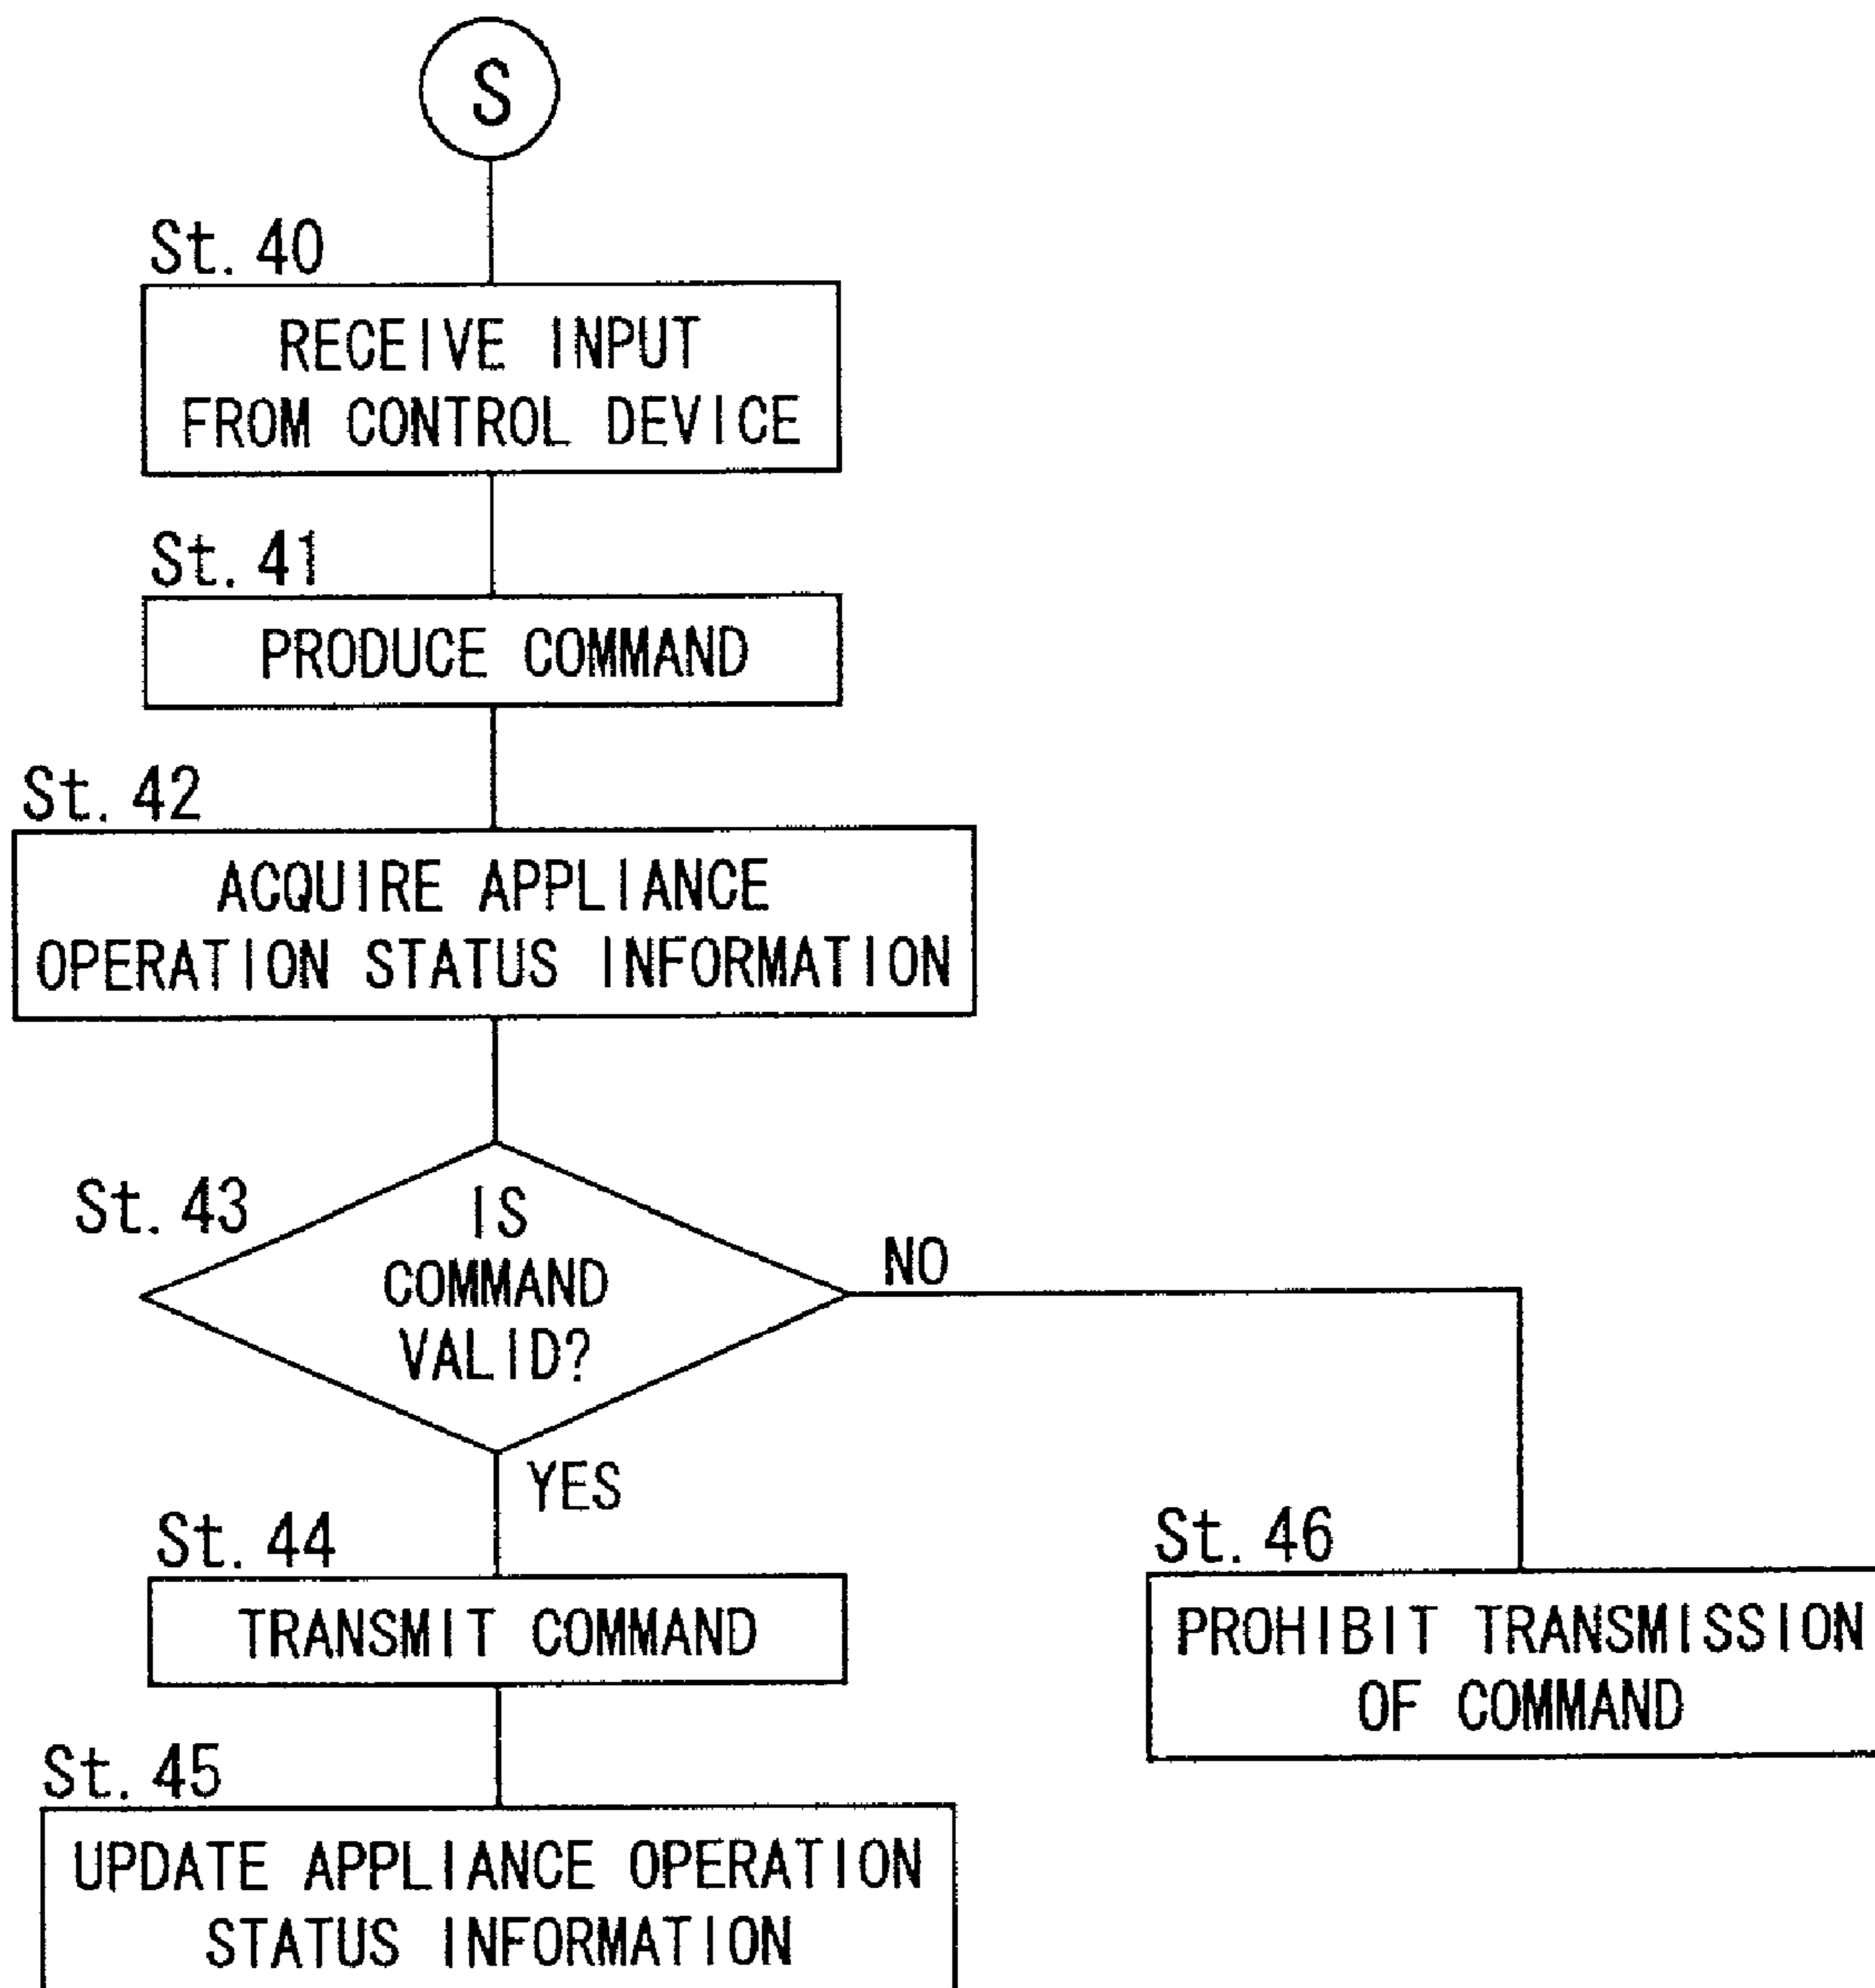 S
St. 40
RECEIVE INPUT
FROM CONTROL DEVICE
St. 41
PRODUCE COMMAND
St. 42
ACQUIRE APPLIANCE
OPERATION STATUS INFORMATION
St. 43
IS
COMMAND
VALID?
NO
YES
St. 44
TRANSMIT COMMAND
St. 46
PROHIBIT TRANSMISSION
OF COMMAND
St. 45
UPDATE APPLIANCE OPERATION
STATUS INFORMATION